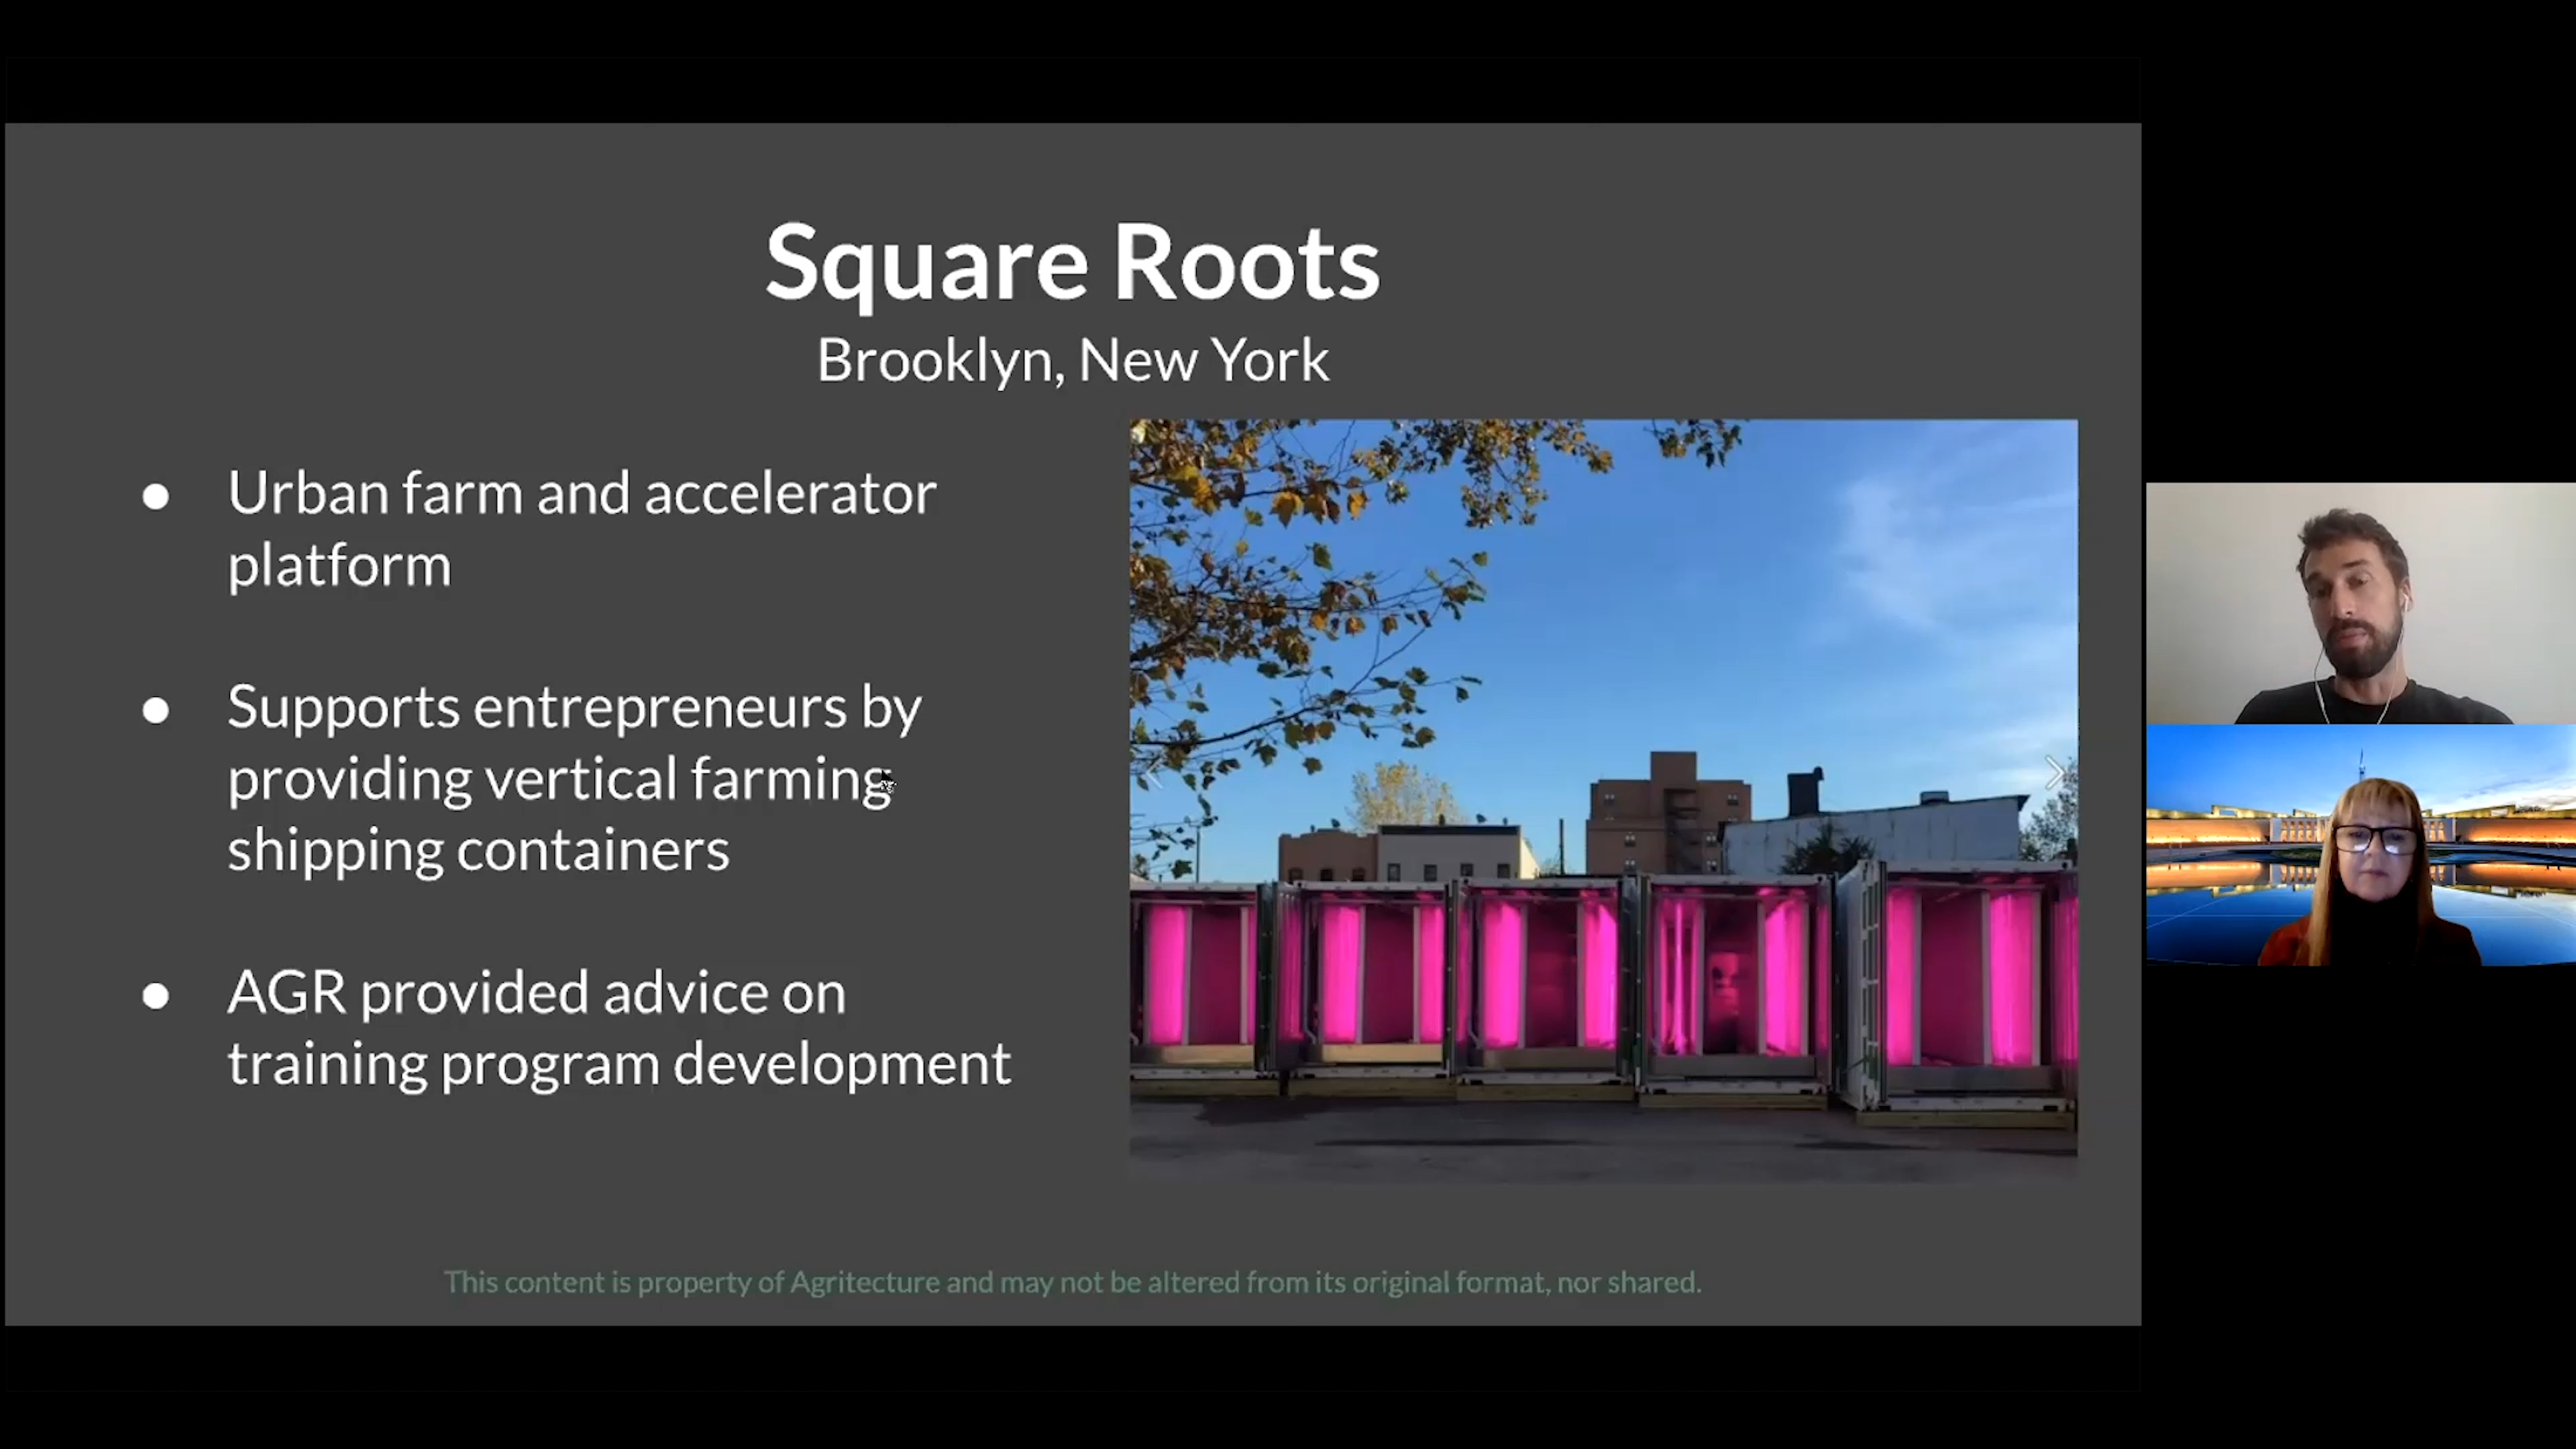 Square Roots
Brooklyn, New York
● Urban farm and accelerator
platform
● Supports entrepreneurs by
providing vertical farming
shipping containers
● AGR provided advice on
training program development
This content is property of Agritecture and may not be altered from its original format, nor shared.